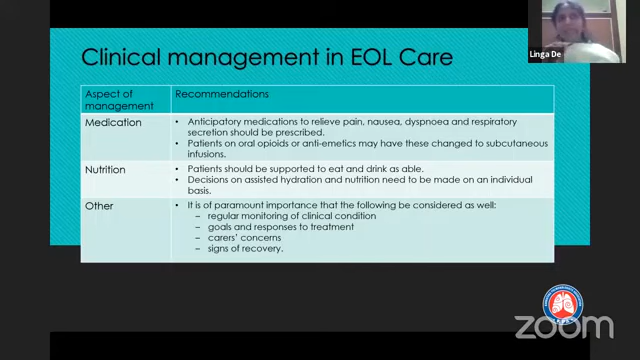 Linga De
Clinical management in EOL Care
Aspect of
management
Recommendations
Medication
• Anticipatory medications to relieve pain, nausea, dyspnoea and respiratory
secretion should be prescribed.
• Patients on oral opioids or anti-emetics may have these changed to subcutaneous
infusions.
Nutrition
• Patients should be supported to eat and drink as able.
• Decisions on assisted hydration and nutrition need to be made on an individual
basis.
Other
• It is of paramount importance that the following be considered as well:
– regular monitoring of clinical condition
– goals and responses to treatment
– carers' concerns
– signs of recovery.
zoom